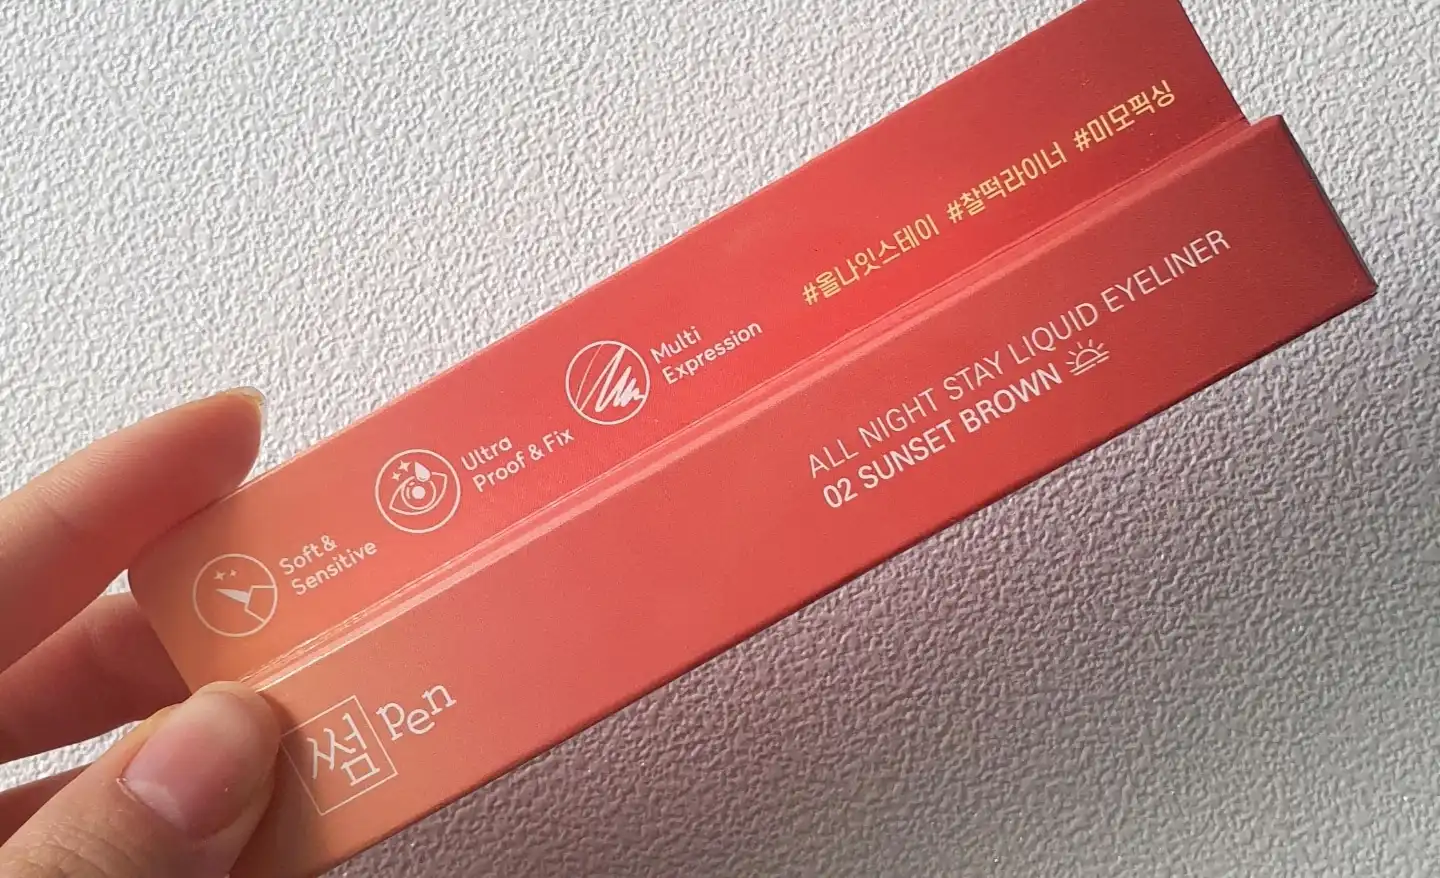 Soft &
Sensitive
Ultra
Proof & Fix
Multi
Expression
#올나잇스테이 #찰떡라이너 #미모픽싱
썸 Pen
ALL NIGHT STAY LIQUID EYELINER
02 SUNSET BROWN